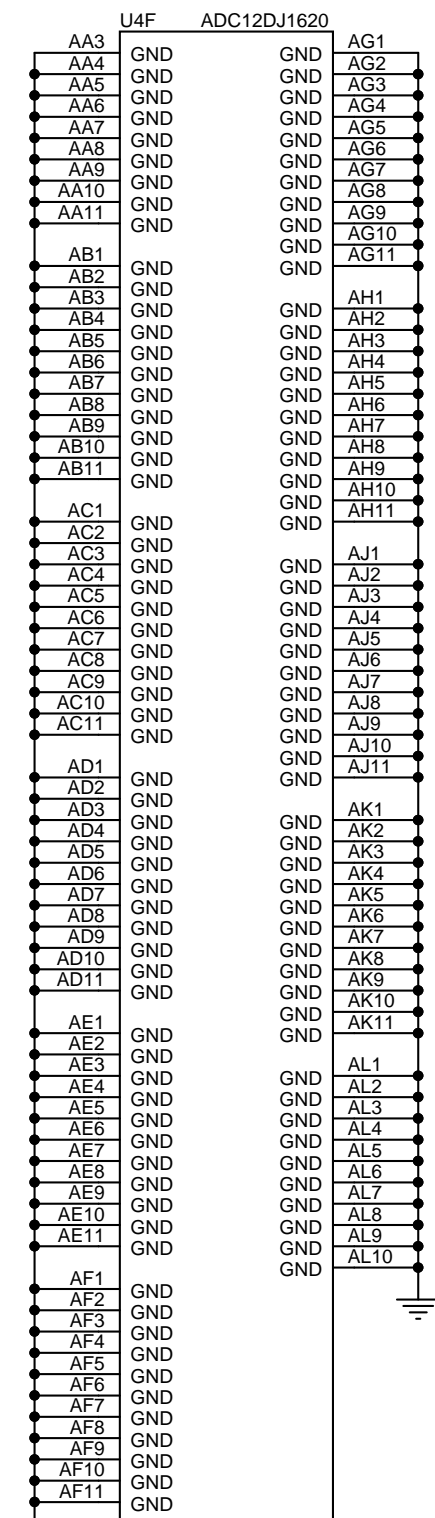 U4F ADC12DJ1620
AA3 GND
AA4 GND
AA5 GND
AA6 GND
AA7 GND
AA8 GND
AA9 GND
AA10 GND
AA11 GND
AB1 GND
AB2 GND
AB3 GND
AB4 GND
AB5 GND
AB6 GND
AB7 GND
AB8 GND
AB9 GND
AB10 GND
AB11 GND
AC1 GND
AC2 GND
AC3 GND
AC4 GND
AC5 GND
AC6 GND
AC7 GND
AC8 GND
AC9 GND
AC10 GND
AC11 GND
AD1 GND
AD2 GND
AD3 GND
AD4 GND
AD5 GND
AD6 GND
AD7 GND
AD8 GND
AD9 GND
AD10 GND
AD11 GND
AE1 GND
AE2 GND
AE3 GND
AE4 GND
AE5 GND
AE6 GND
AE7 GND
AE8 GND
AE9 GND
AE10 GND
AE11 GND
AF1 GND
AF2 GND
AF3 GND
AF4 GND
AF5 GND
AF6 GND
AF7 GND
AF8 GND
AF9 GND
AF10 GND
AF11 GND
GND AG1
GND AG2
GND AG3
GND AG4
GND AG5
GND AG6
GND AG7
GND AG8
GND AG9
GND AG10
GND AG11
GND AH1
GND AH2
GND AH3
GND AH4
GND AH5
GND AH6
GND AH7
GND AH8
GND AH9
GND AH10
GND AH11
GND AJ1
GND AJ2
GND AJ3
GND AJ4
GND AJ5
GND AJ6
GND AJ7
GND AJ8
GND AJ9
GND AJ10
GND AJ11
GND AK1
GND AK2
GND AK3
GND AK4
GND AK5
GND AK6
GND AK7
GND AK8
GND AK9
GND AK10
GND AK11
GND AL1
GND AL2
GND AL3
GND AL4
GND AL5
GND AL6
GND AL7
GND AL8
GND AL9
GND AL10